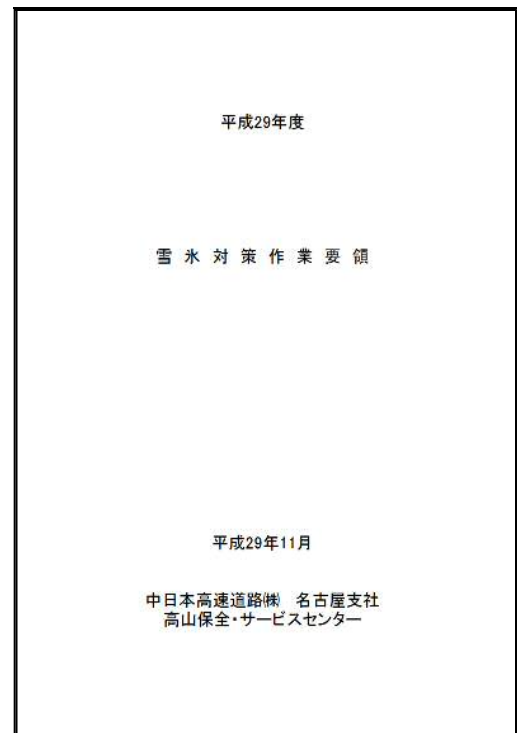 平成29年度
雪氷対策作業要領
平成29年11月
中日本高速道路㈱ 名古屋支社
高山保全・サービスセンター